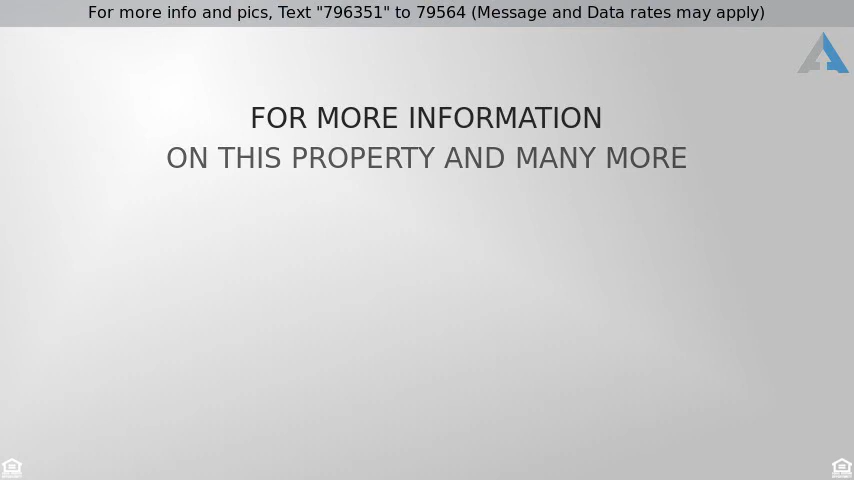 For more info and pics, Text "796351" to 79564 (Message and Data rates may apply)
FOR MORE INFORMATION
ON THIS PROPERTY AND MANY MORE